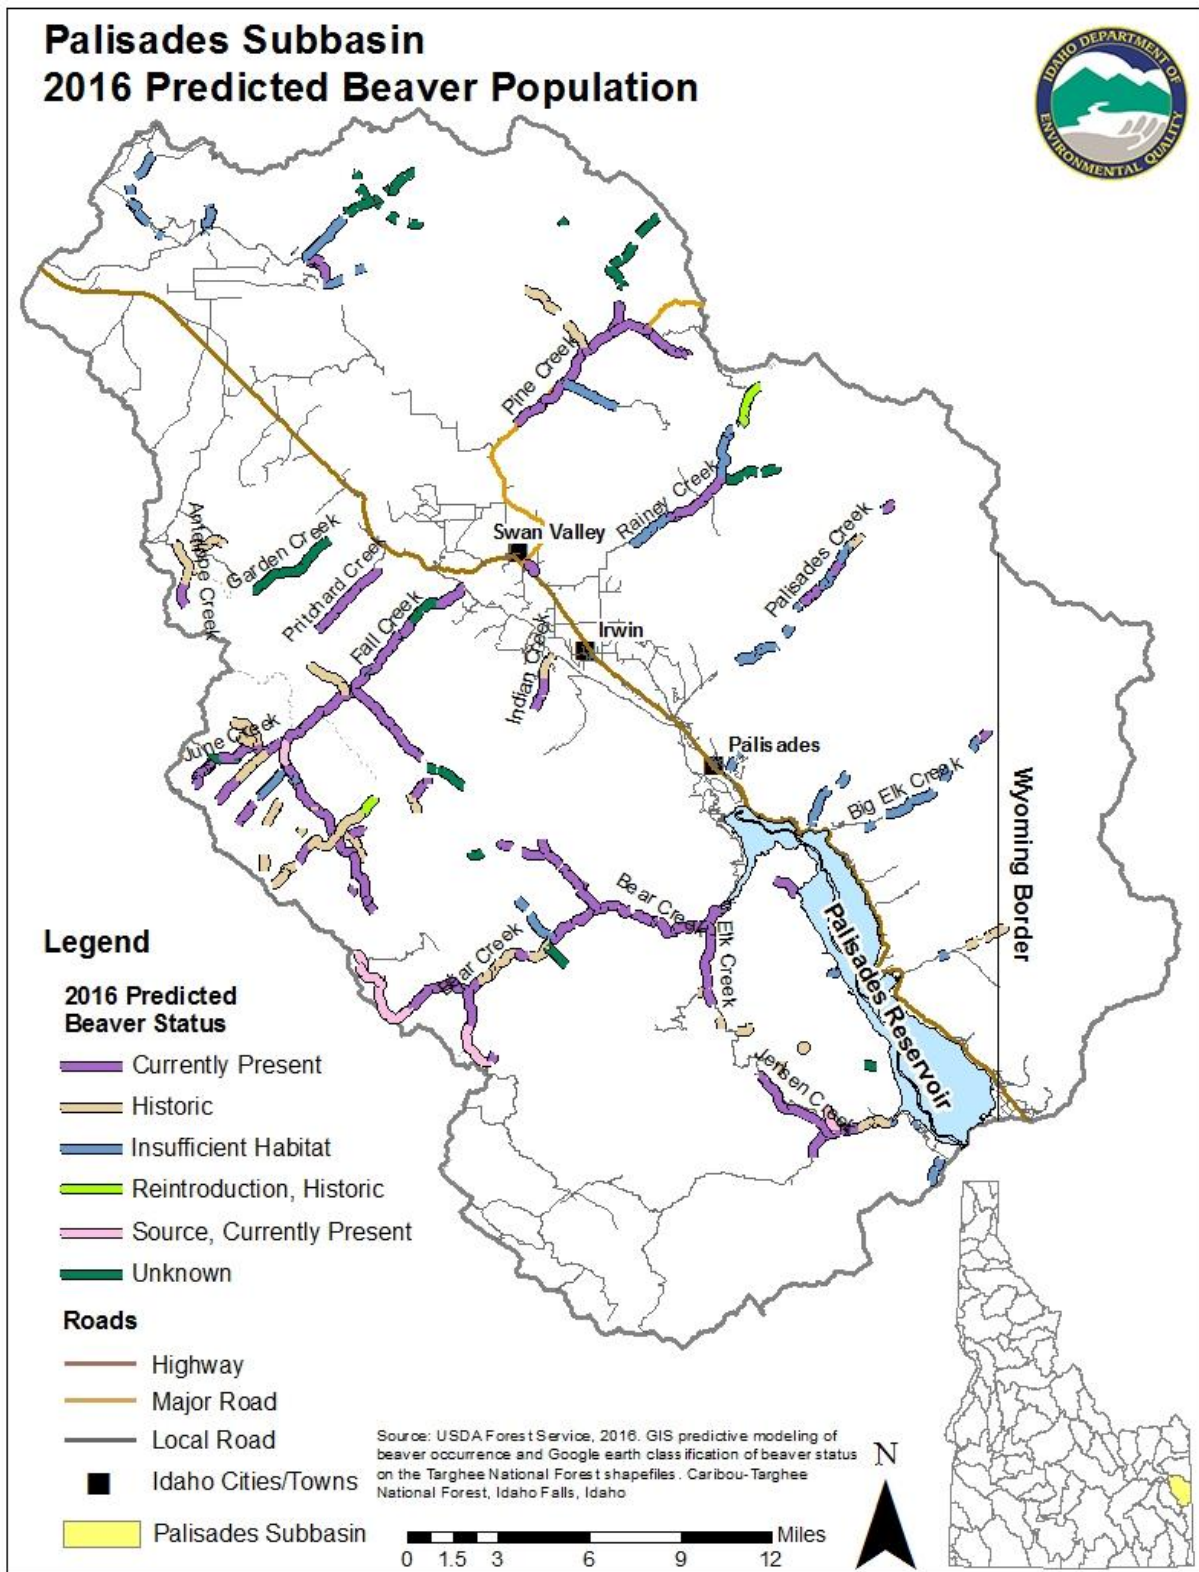 Palisades Subbasin
2016 Predicted Beaver Population
IDAHO DEPARTMENT OF
ENVIRONMENTAL QUALITY
Pine Creek
Rainey Creek
Swan Valley
Antelope Creek
Garden Creek
Pritchard Creek
Fall Creek
Palisades Creek
Irwin
Indian Creek
June Creek
Palisades
Big Elk Creek
Wyoming Border
Bear Creek
Bear Creek
Elk Creek
Palisades Reservoir
Jensen Creek
Legend
2016 Predicted
Beaver Status
Currently Present
Historic
Insufficient Habitat
Reintroduction, Historic
Source, Currently Present
Unknown
Roads
Highway
Major Road
Local Road
Idaho Cities/Towns
Palisades Subbasin
Source: USDA Forest Service, 2016. GIS predictive modeling of
beaver occurrence and Google earth classification of beaver status
on the Targhee National Forest shapefiles. Caribou-Targhee
National Forest, Idaho Falls, Idaho
N
Miles
0 1.5 3 6 9 12